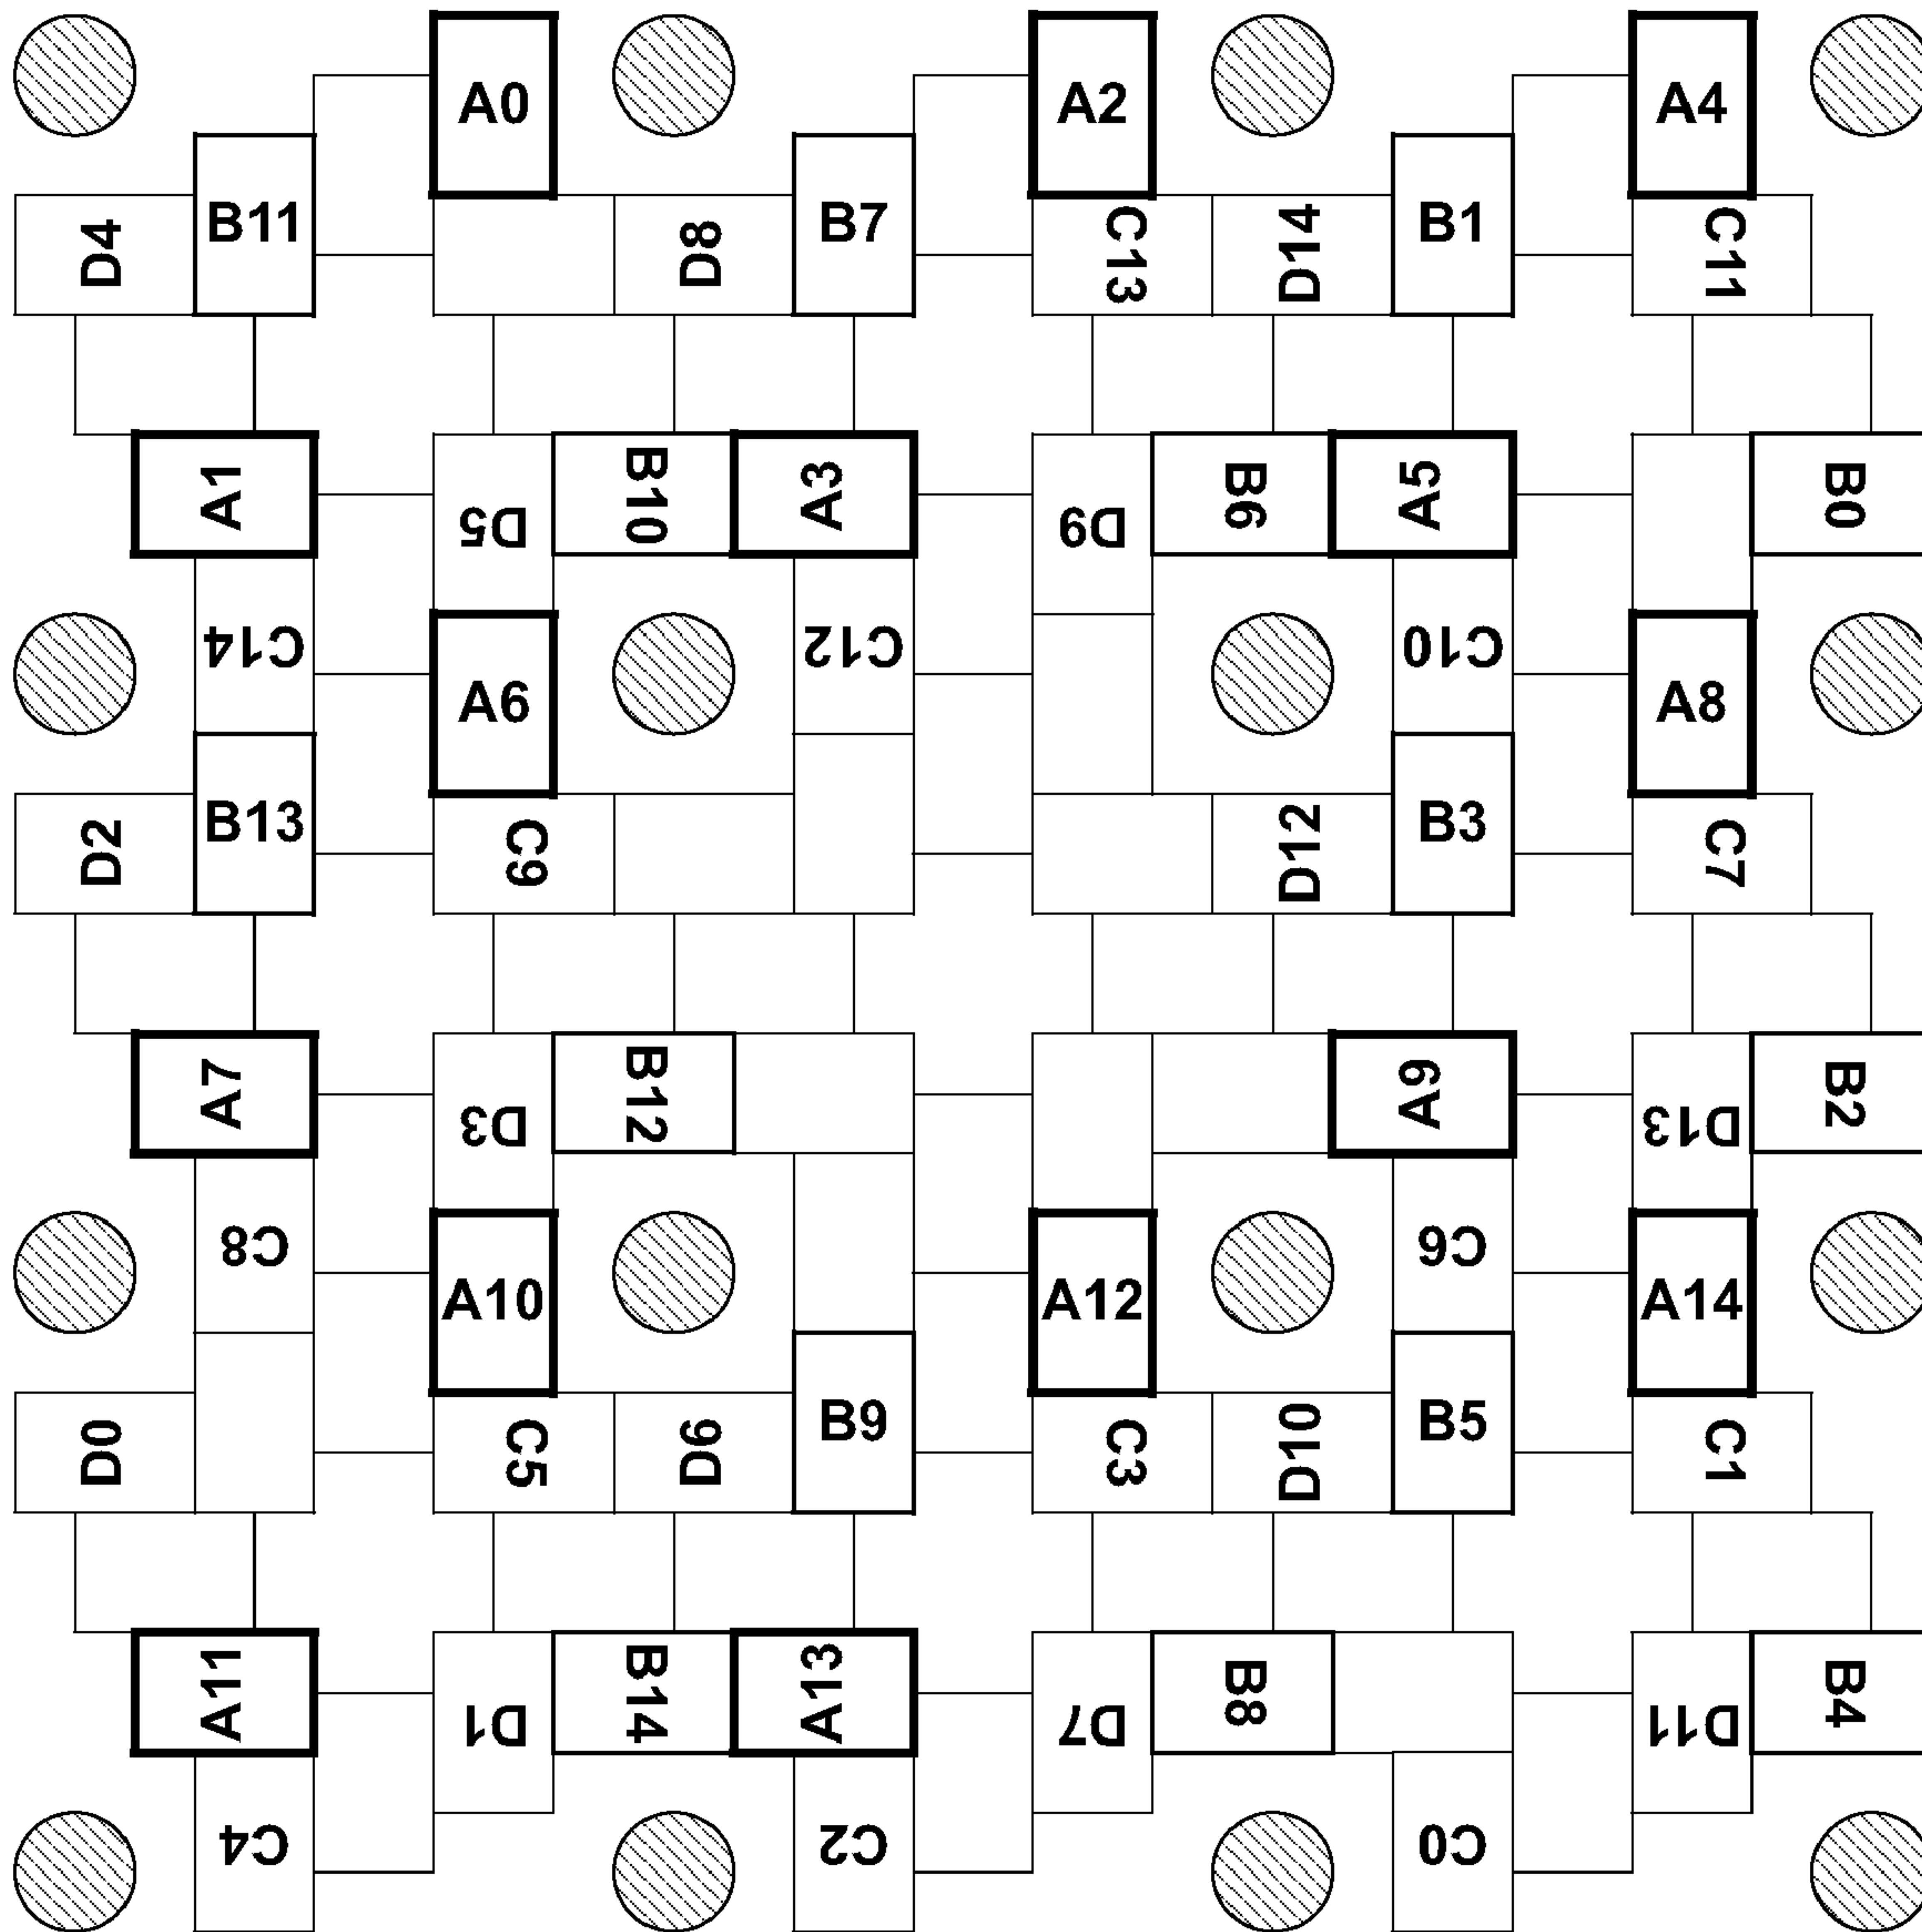 A0 A2 A4
D4 B11 D8 B7 C13 D14 B1 C11
A1 D5 B10 A3 D9 B6 A5 B0
C14 A6 C12 C10 A8
D2 B13 C9 D12 B3 C7
A7 D3 B12 A9 D13 B2
C8 A10 A12 C6 A14
D0 C5 D6 B9 C3 D10 B5 C1
A11 D1 B14 A13 D7 B8 D11 B4
C4 C2 C0